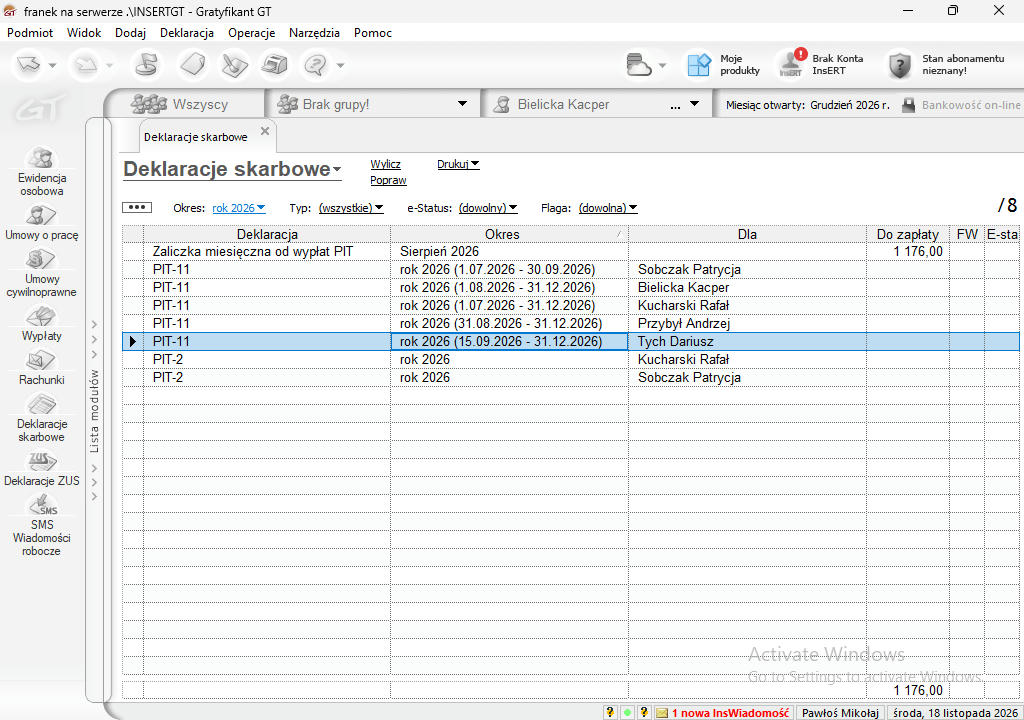 franek na serwerze .\INSERTGT - Gratyfikant GT
Podmiot Widok Dodaj Deklaracja Operacje Narzędzia Pomoc
Moje produkty
Brak Konta InsERT
Stan abonamentu nieznany!
GT
Wszyscy
Brak grupy!
Bielicka Kacper ...
Miesiąc otwarty: Grudzień 2026 r.
Bankowość on-line
Deklaracje skarbowe
Deklaracje skarbowe
Wylicz
Popraw
Drukuj
Okres: rok 2026 Typ: (wszystkie) e-Status: (dowolny) Flaga: (dowolna)
/8
Deklaracja Okres Dla Do zapłaty FW E-sta
Zaliczka miesięczna od wypłat PIT Sierpień 2026 1 176,00
PIT-11 rok 2026 (1.07.2026 - 30.09.2026) Sobczak Patrycja
PIT-11 rok 2026 (1.08.2026 - 31.12.2026) Bielicka Kacper
PIT-11 rok 2026 (1.07.2026 - 31.12.2026) Kucharski Rafał
PIT-11 rok 2026 (31.08.2026 - 31.12.2026) Przybył Andrzej
PIT-11 rok 2026 (15.09.2026 - 31.12.2026) Tych Dariusz
PIT-2 rok 2026 Kucharski Rafał
PIT-2 rok 2026 Sobczak Patrycja
1 176,00
Ewidencja osobowa
Umowy o pracę
Umowy cywilnoprawne
Wypłaty
Rachunki
Deklaracje skarbowe
ZUS
Deklaracje ZUS
SMS
SMS
Wiadomości robocze
Lista modułów
Activate Windows
Go to Settings to activate Windows.
1 nowa InsWiadomość
Pawłoś Mikołaj
środa, 18 listopada 2026